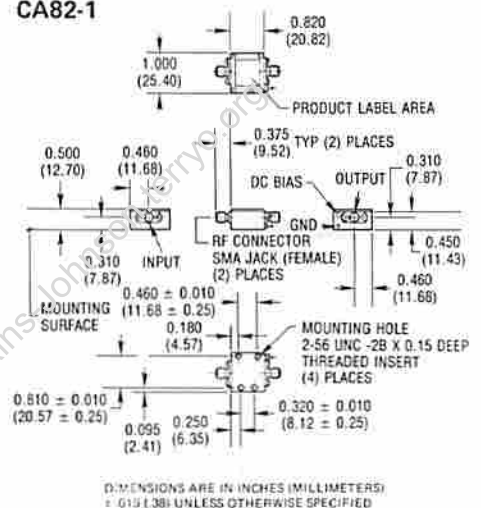 CA82-1
0.820
(20.82)
1.000
(25.40)
PRODUCT LABEL AREA
0.375
(9.52)
TYP (2) PLACES
0.500
(12.70)
0.460
(11.68)
DC BIAS
OUTPUT
0.310
(7.87)
GND
0.310
(7.87)
INPUT
RF CONNECTOR
SMA JACK (FEMALE)
(2) PLACES
0.450
(11.43)
0.460
(11.68)
MOUNTING
SURFACE
0.460 ± 0.010
(11.68 ± 0.25)
0.180
(4.57)
MOUNTING HOLE
2-56 UNC -2B X 0.15 DEEP
THREADED INSERT
(4) PLACES
0.810 ± 0.010
(20.57 ± 0.25)
0.095
(2.41)
0.250
(6.35)
0.320 ± 0.010
(8.12 ± 0.25)
DIMENSIONS ARE IN INCHES (MILLIMETERS)
± .015 (.38) UNLESS OTHERWISE SPECIFIED